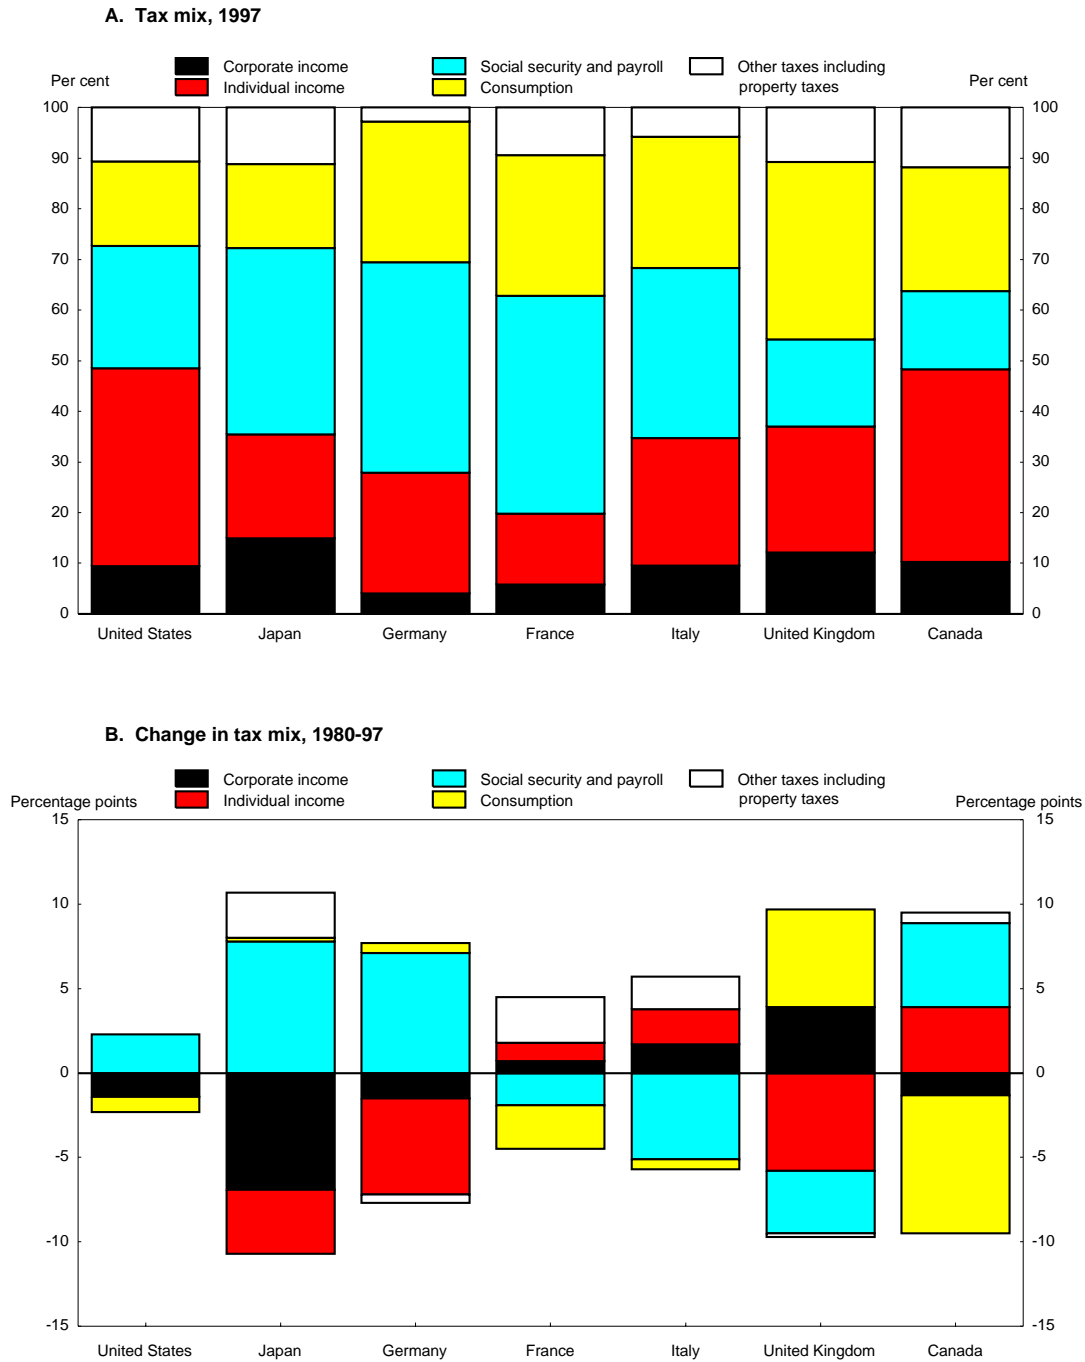 A. Tax mix, 1997
Corporate income Social security and payroll Other taxes including
Per cent Individual income Consumption property taxes Per cent
100 100
90 90
80 80
70 70
60 60
50 50
40 40
30 30
20 20
10 10
0 0
United States Japan Germany France Italy United Kingdom Canada
B. Change in tax mix, 1980-97
Corporate income Social security and payroll Other taxes including
Percentage points Individual income Consumption property taxes Percentage points
15 15
10 10
5 5
0 0
-5 -5
-10 -10
-15 -15
United States Japan Germany France Italy United Kingdom Canada